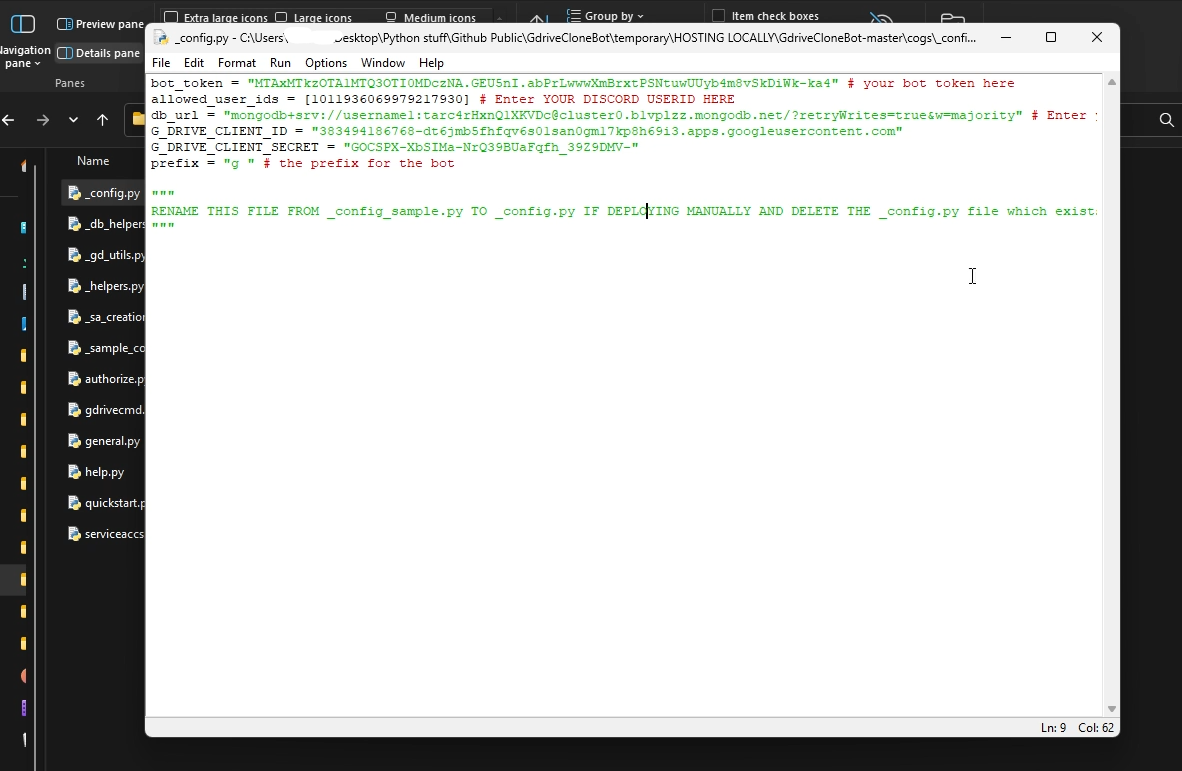 Preview pane
Extra large icons
Large icons
Medium icons
Group by
Item check boxes
Navigation pane
Details pane
Panes
Name
_config.py
_db_helpers
_gd_utils.py
_helpers.py
_sa_creation
_sample_co
authorize.py
gdrivecmd.
general.py
help.py
quickstart.p
serviceaccs
_config.py - C:\Users\ Desktop\Python stuff\Github Public\GdriveCloneBot\temporary\HOSTING LOCALLY\GdriveCloneBot-master\cogs\_confi...
File Edit Format Run Options Window Help
bot_token = "MTAxMTkzOTA1MTQ3OTI0MDczNA.GEU5nI.abPrLwwwXmBrxtPSNtuwUUyb4m8vSkDiWk-ka4" # your bot token here
allowed_user_ids = [1011936069979217930] # Enter YOUR DISCORD USERID HERE
db_url = "mongodb+srv://username1:tarc4rHxnQ1XKVDc@cluster0.blvplzz.mongodb.net/?retryWrites=true&w=majority" # Enter
G_DRIVE_CLIENT_ID = "383494186768-dt6jmb5fhfqv6s01san0gm17kp8h69i3.apps.googleusercontent.com"
G_DRIVE_CLIENT_SECRET = "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"
prefix = "g " # the prefix for the bot
"""
RENAME THIS FILE FROM _config_sample.py TO _config.py IF DEPLOYING MANUALLY AND DELETE THE _config.py file which exist
"""
Ln: 9 Col: 62